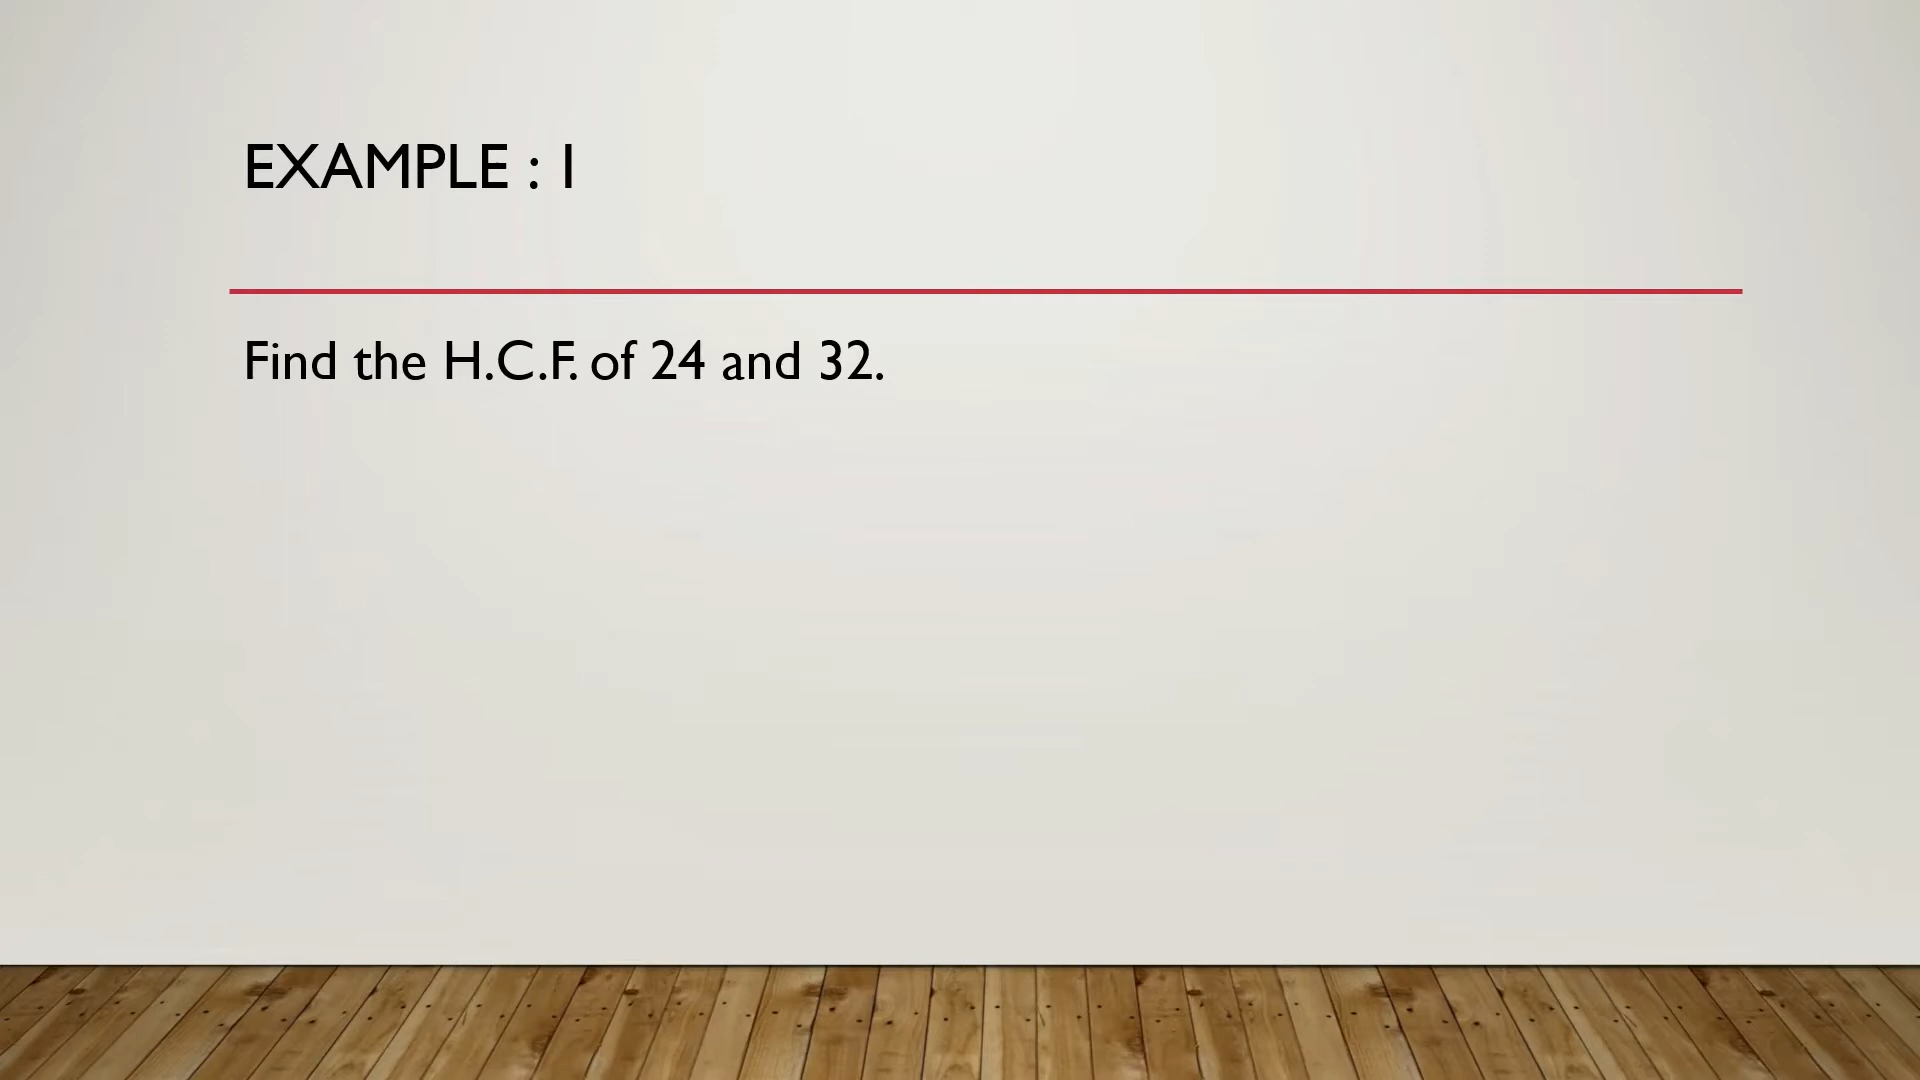 EXAMPLE : 1
Find the H.C.F. of 24 and 32.